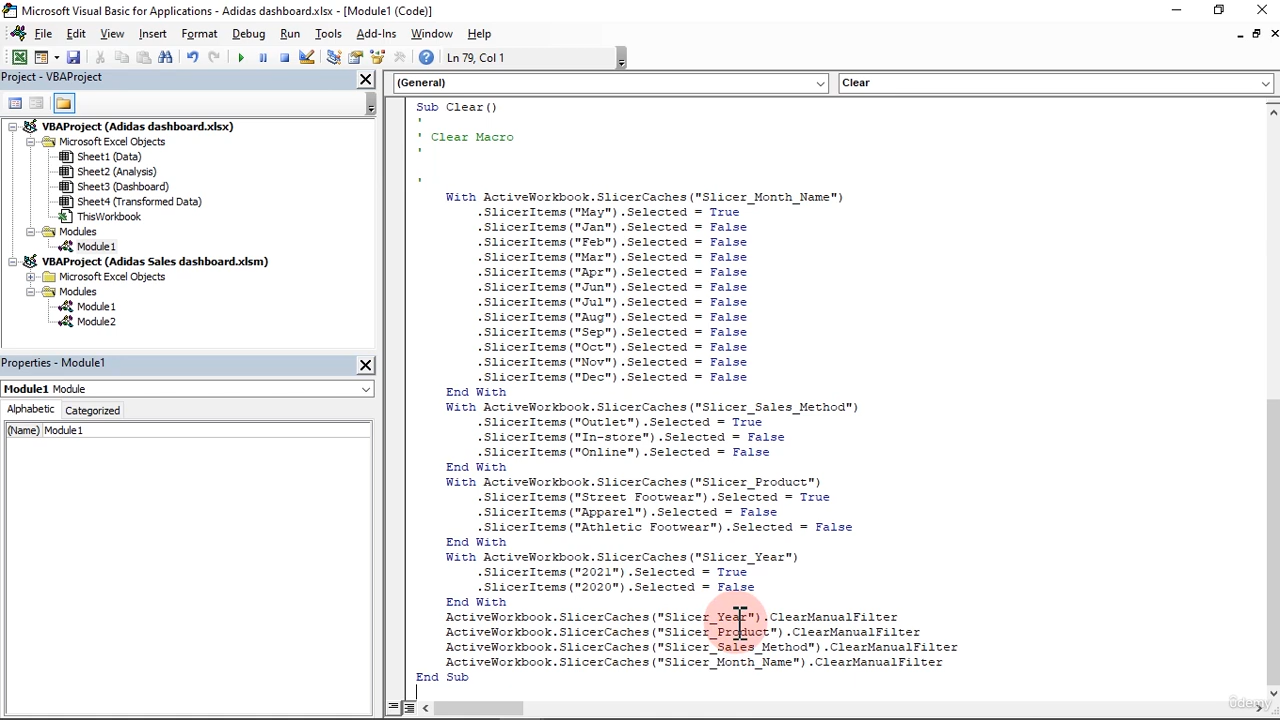 Microsoft Visual Basic for Applications - Adidas dashboard.xlsx - [Module1 (Code)]
File Edit View Insert Format Debug Run Tools Add-Ins Window Help
Ln 79, Col 1
Project - VBAProject
(General)
Clear
VBAProject (Adidas dashboard.xlsx)
Microsoft Excel Objects
Sheet1 (Data)
Sheet2 (Analysis)
Sheet3 (Dashboard)
Sheet4 (Transformed Data)
ThisWorkbook
Modules
Module1
VBAProject (Adidas Sales dashboard.xlsm)
Microsoft Excel Objects
Modules
Module1
Module2
Properties - Module1
Module1 Module
Alphabetic Categorized
(Name) Module1
Sub Clear()
'
' Clear Macro
'
'
With ActiveWorkbook.SlicerCaches("Slicer_Month_Name")
.SlicerItems("May").Selected = True
.SlicerItems("Jan").Selected = False
.SlicerItems("Feb").Selected = False
.SlicerItems("Mar").Selected = False
.SlicerItems("Apr").Selected = False
.SlicerItems("Jun").Selected = False
.SlicerItems("Jul").Selected = False
.SlicerItems("Aug").Selected = False
.SlicerItems("Sep").Selected = False
.SlicerItems("Oct").Selected = False
.SlicerItems("Nov").Selected = False
.SlicerItems("Dec").Selected = False
End With
With ActiveWorkbook.SlicerCaches("Slicer_Sales_Method")
.SlicerItems("Outlet").Selected = True
.SlicerItems("In-store").Selected = False
.SlicerItems("Online").Selected = False
End With
With ActiveWorkbook.SlicerCaches("Slicer_Product")
.SlicerItems("Street Footwear").Selected = True
.SlicerItems("Apparel").Selected = False
.SlicerItems("Athletic Footwear").Selected = False
End With
With ActiveWorkbook.SlicerCaches("Slicer_Year")
.SlicerItems("2021").Selected = True
.SlicerItems("2020").Selected = False
End With
ActiveWorkbook.SlicerCaches("Slicer_Year").ClearManualFilter
ActiveWorkbook.SlicerCaches("Slicer_Product").ClearManualFilter
ActiveWorkbook.SlicerCaches("Slicer_Sales_Method").ClearManualFilter
ActiveWorkbook.SlicerCaches("Slicer_Month_Name").ClearManualFilter
End Sub
ûdemy